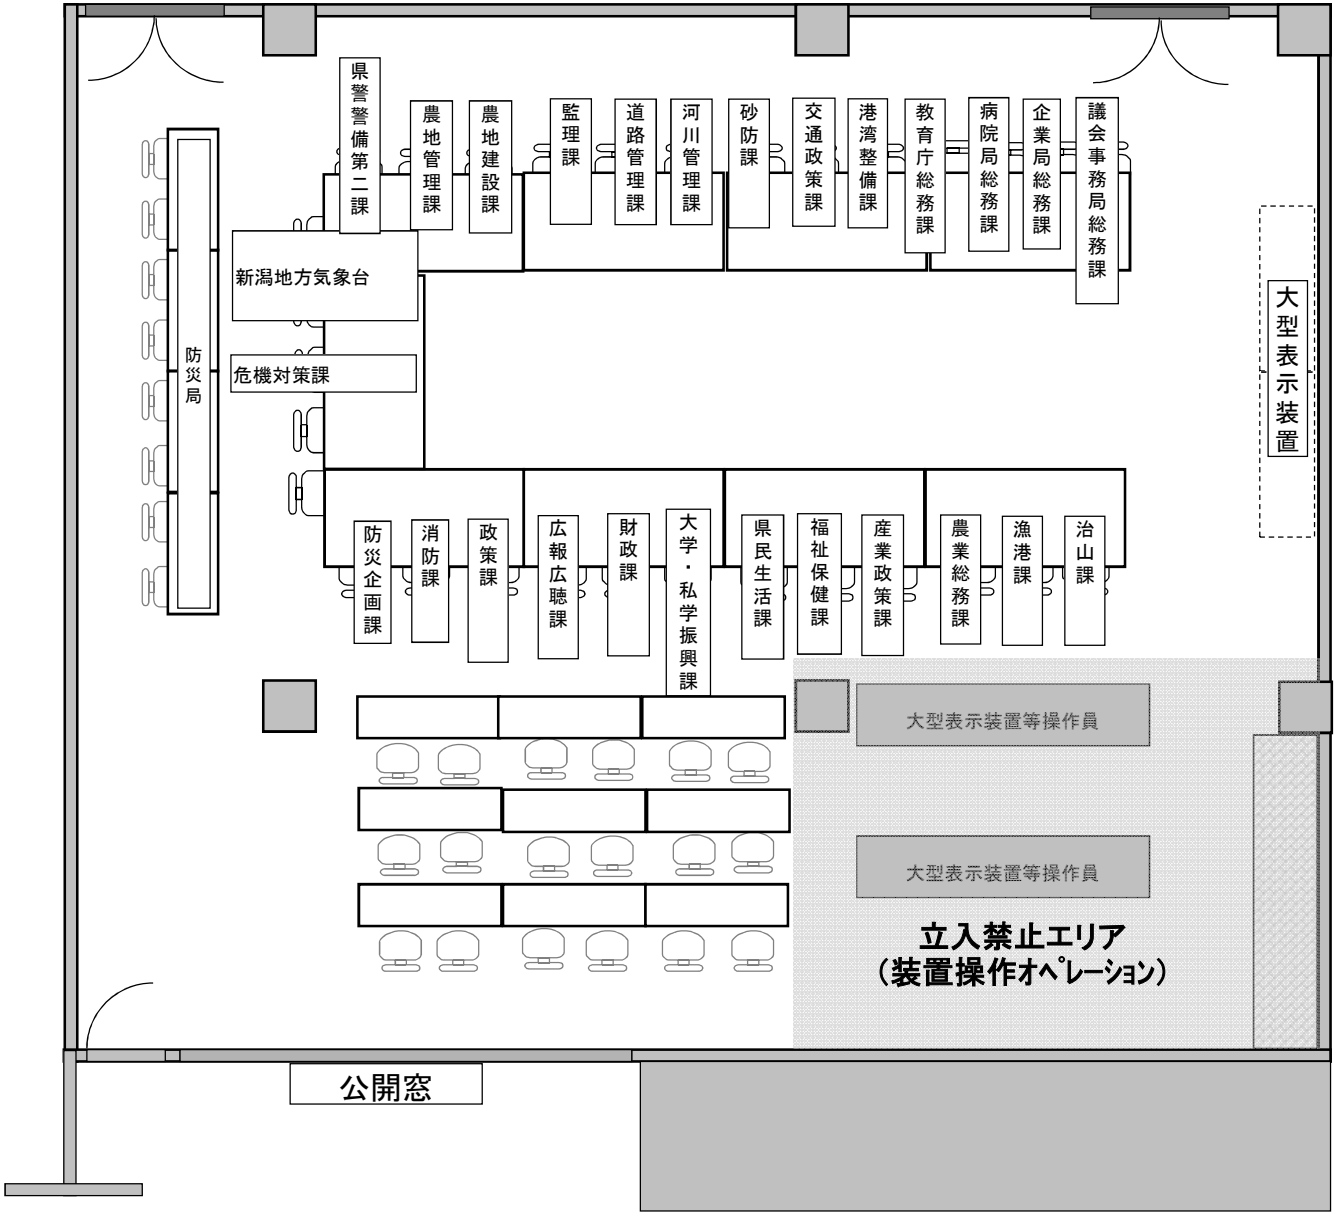 県警警備第二課
農地管理課
農地建設課
監理課
道路管理課
河川管理課
砂防課
交通政策課
港湾整備課
教育庁総務課
病院局総務課
企業局総務課
議会事務局総務課
新潟地方気象台
危機対策課
防災局
大型表示装置
防災企画課
消防課
政策課
広報広聴課
財政課
大学・私学振興課
県民生活課
福祉保健課
産業政策課
農業総務課
漁港課
治山課
大型表示装置等操作員
大型表示装置等操作員
立入禁止エリア
（装置操作ｵﾍﾟﾚｰｼｮﾝ）
公開窓